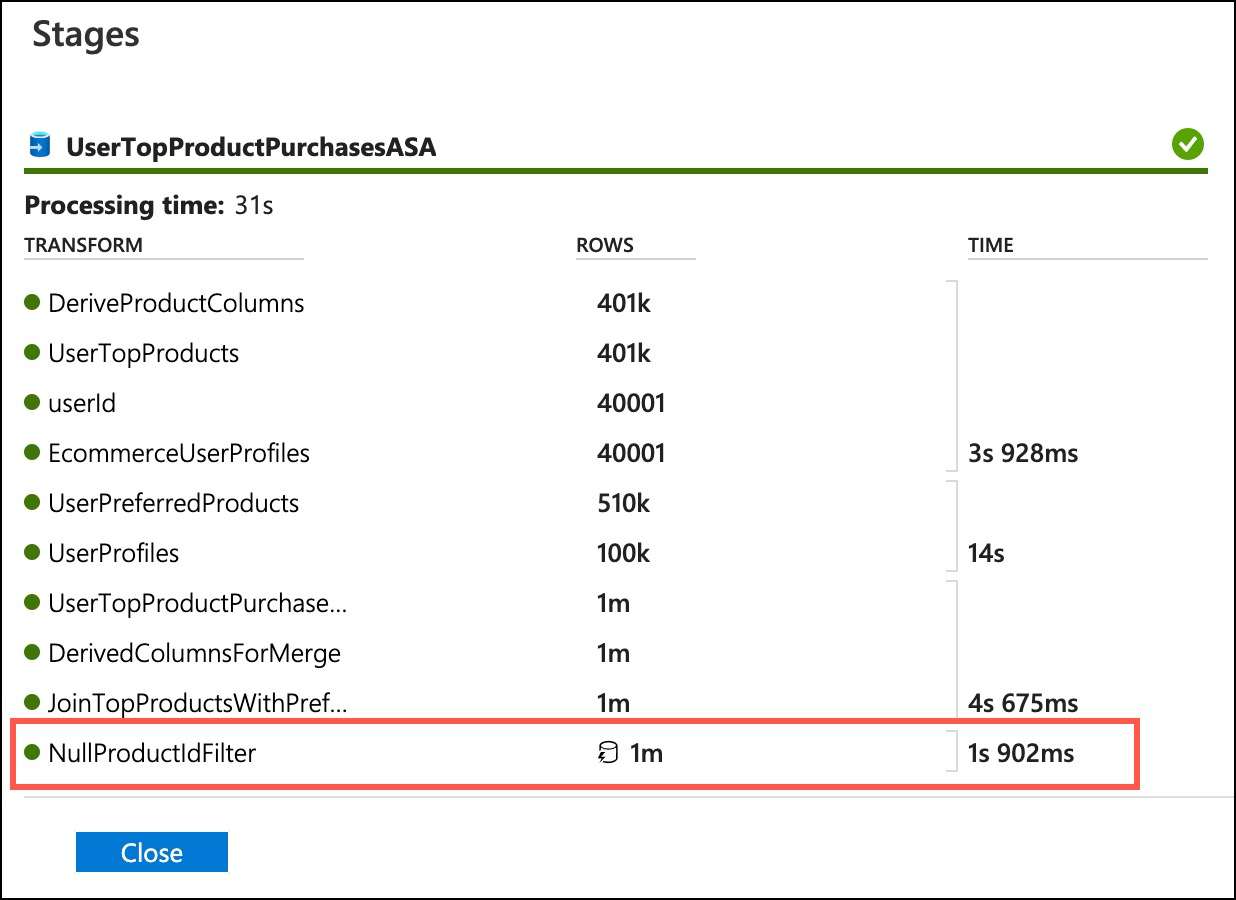 Stages
UserTopProductPurchasesASA
Processing time: 31s
TRANSFORM ROWS TIME
DeriveProductColumns 401k
UserTopProducts 401k
userId 40001
EcommerceUserProfiles 40001 3s 928ms
UserPreferredProducts 510k
UserProfiles 100k 14s
UserTopProductPurchase... 1m
DerivedColumnsForMerge 1m
JoinTopProductsWithPref... 1m 4s 675ms
NullProductIdFilter 1m 1s 902ms
Close